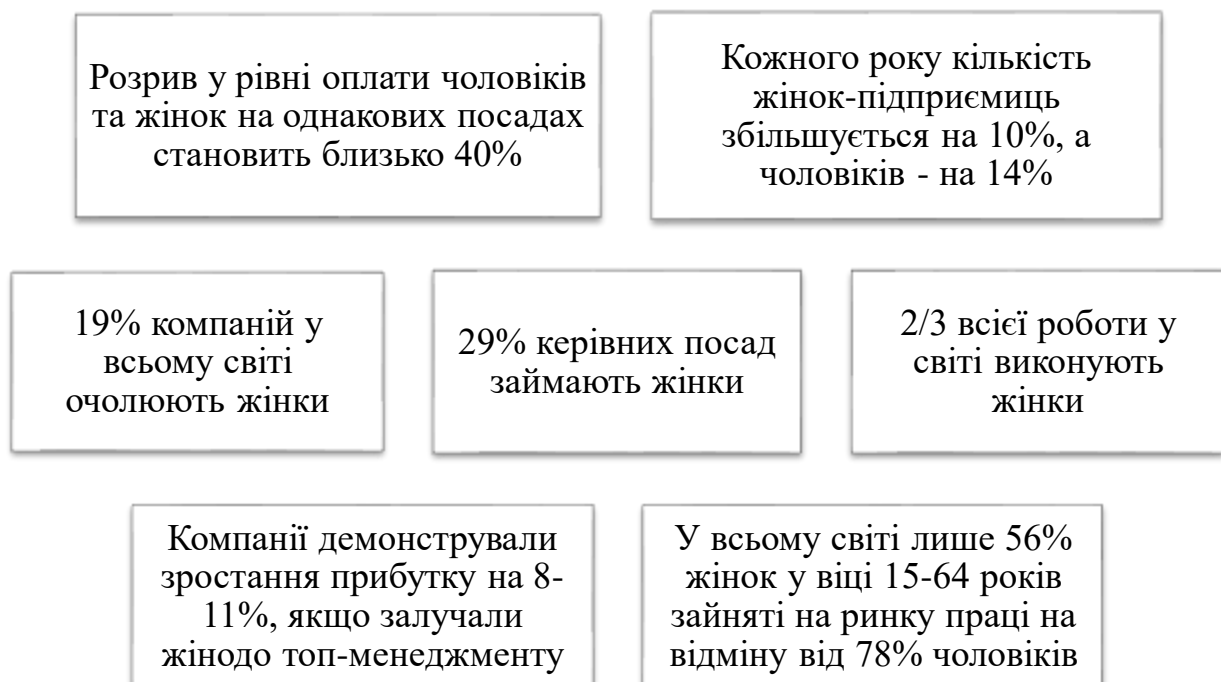 Розрив у рівні оплати чоловіків
та жінок на однакових посадах
становить близько 40%
Кожного року кількість
жінок-підприємиць
збільшується на 10%, а
чоловіків - на 14%
19% компаній у
всьому світі
очолюють жінки
29% керівних посад
займають жінки
2/3 всієї роботи у
світі виконують
жінки
Компанії демонстрували
зростання прибутку на 8-
11%, якщо залучали
жінодо топ-менеджменту
У всьому світі лише 56%
жінок у віці 15-64 років
зайняті на ринку праці на
відміну від 78% чоловіків